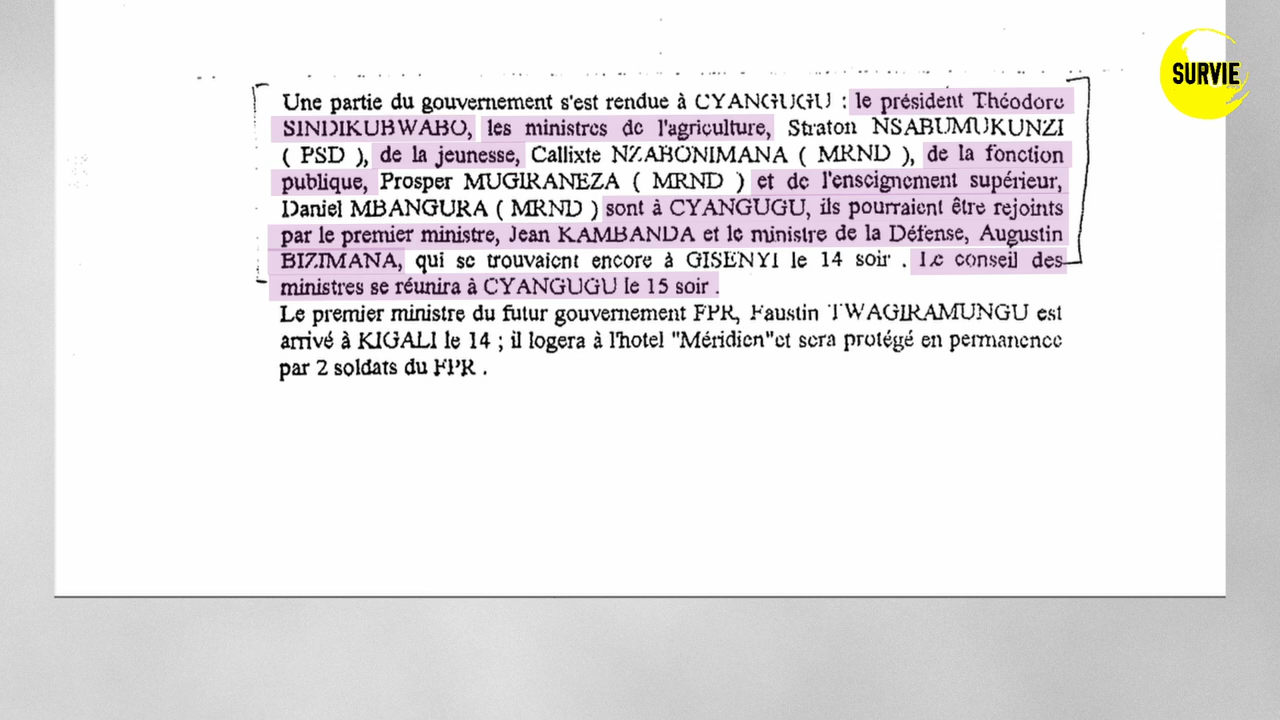 SURVIE
Une partie du gouvernement s'est rendue à CYANGUGU : le président Théodore
SINDIKUBWABO, les ministres de l'agriculture, Straton NSABUMUKUNZI
( PSD ), de la jeunesse, Callixte NZABONIMANA ( MRND ), de la fonction
publique, Prosper MUGIRANEZA ( MRND ) et de l'enseignement supérieur,
Daniel MBANGURA ( MRND ) sont à CYANGUGU, ils pourraient être rejoints
par le premier ministre, Jean KAMBANDA et le ministre de la Défense, Augustin
BIZIMANA, qui se trouvaient encore à GISENYI le 14 soir . Le conseil des
ministres se réunira à CYANGUGU le 15 soir .
Le premier ministre du futur gouvernement FPR, Faustin TWAGIRAMUNGU est
arrivé à KIGALI le 14 ; il logera à l'hotel "Méridien"et sera protégé en permanence
par 2 soldats du FPR .